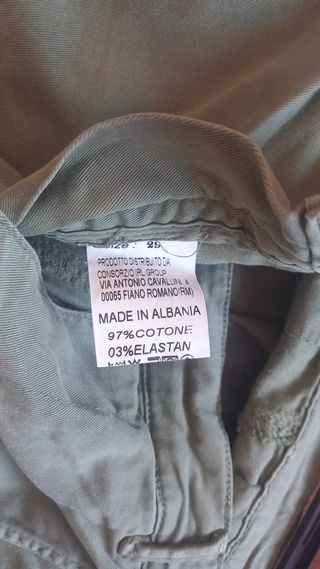 Size: 29
PRODOTTO DISTRIBUITO DA:
CONSORZIO IRL GROUP
VIA ANTONIO CAVALLINI, 4
00065 FIANO ROMANO(RM)
MADE IN ALBANIA
97%COTONE
03%ELASTAN